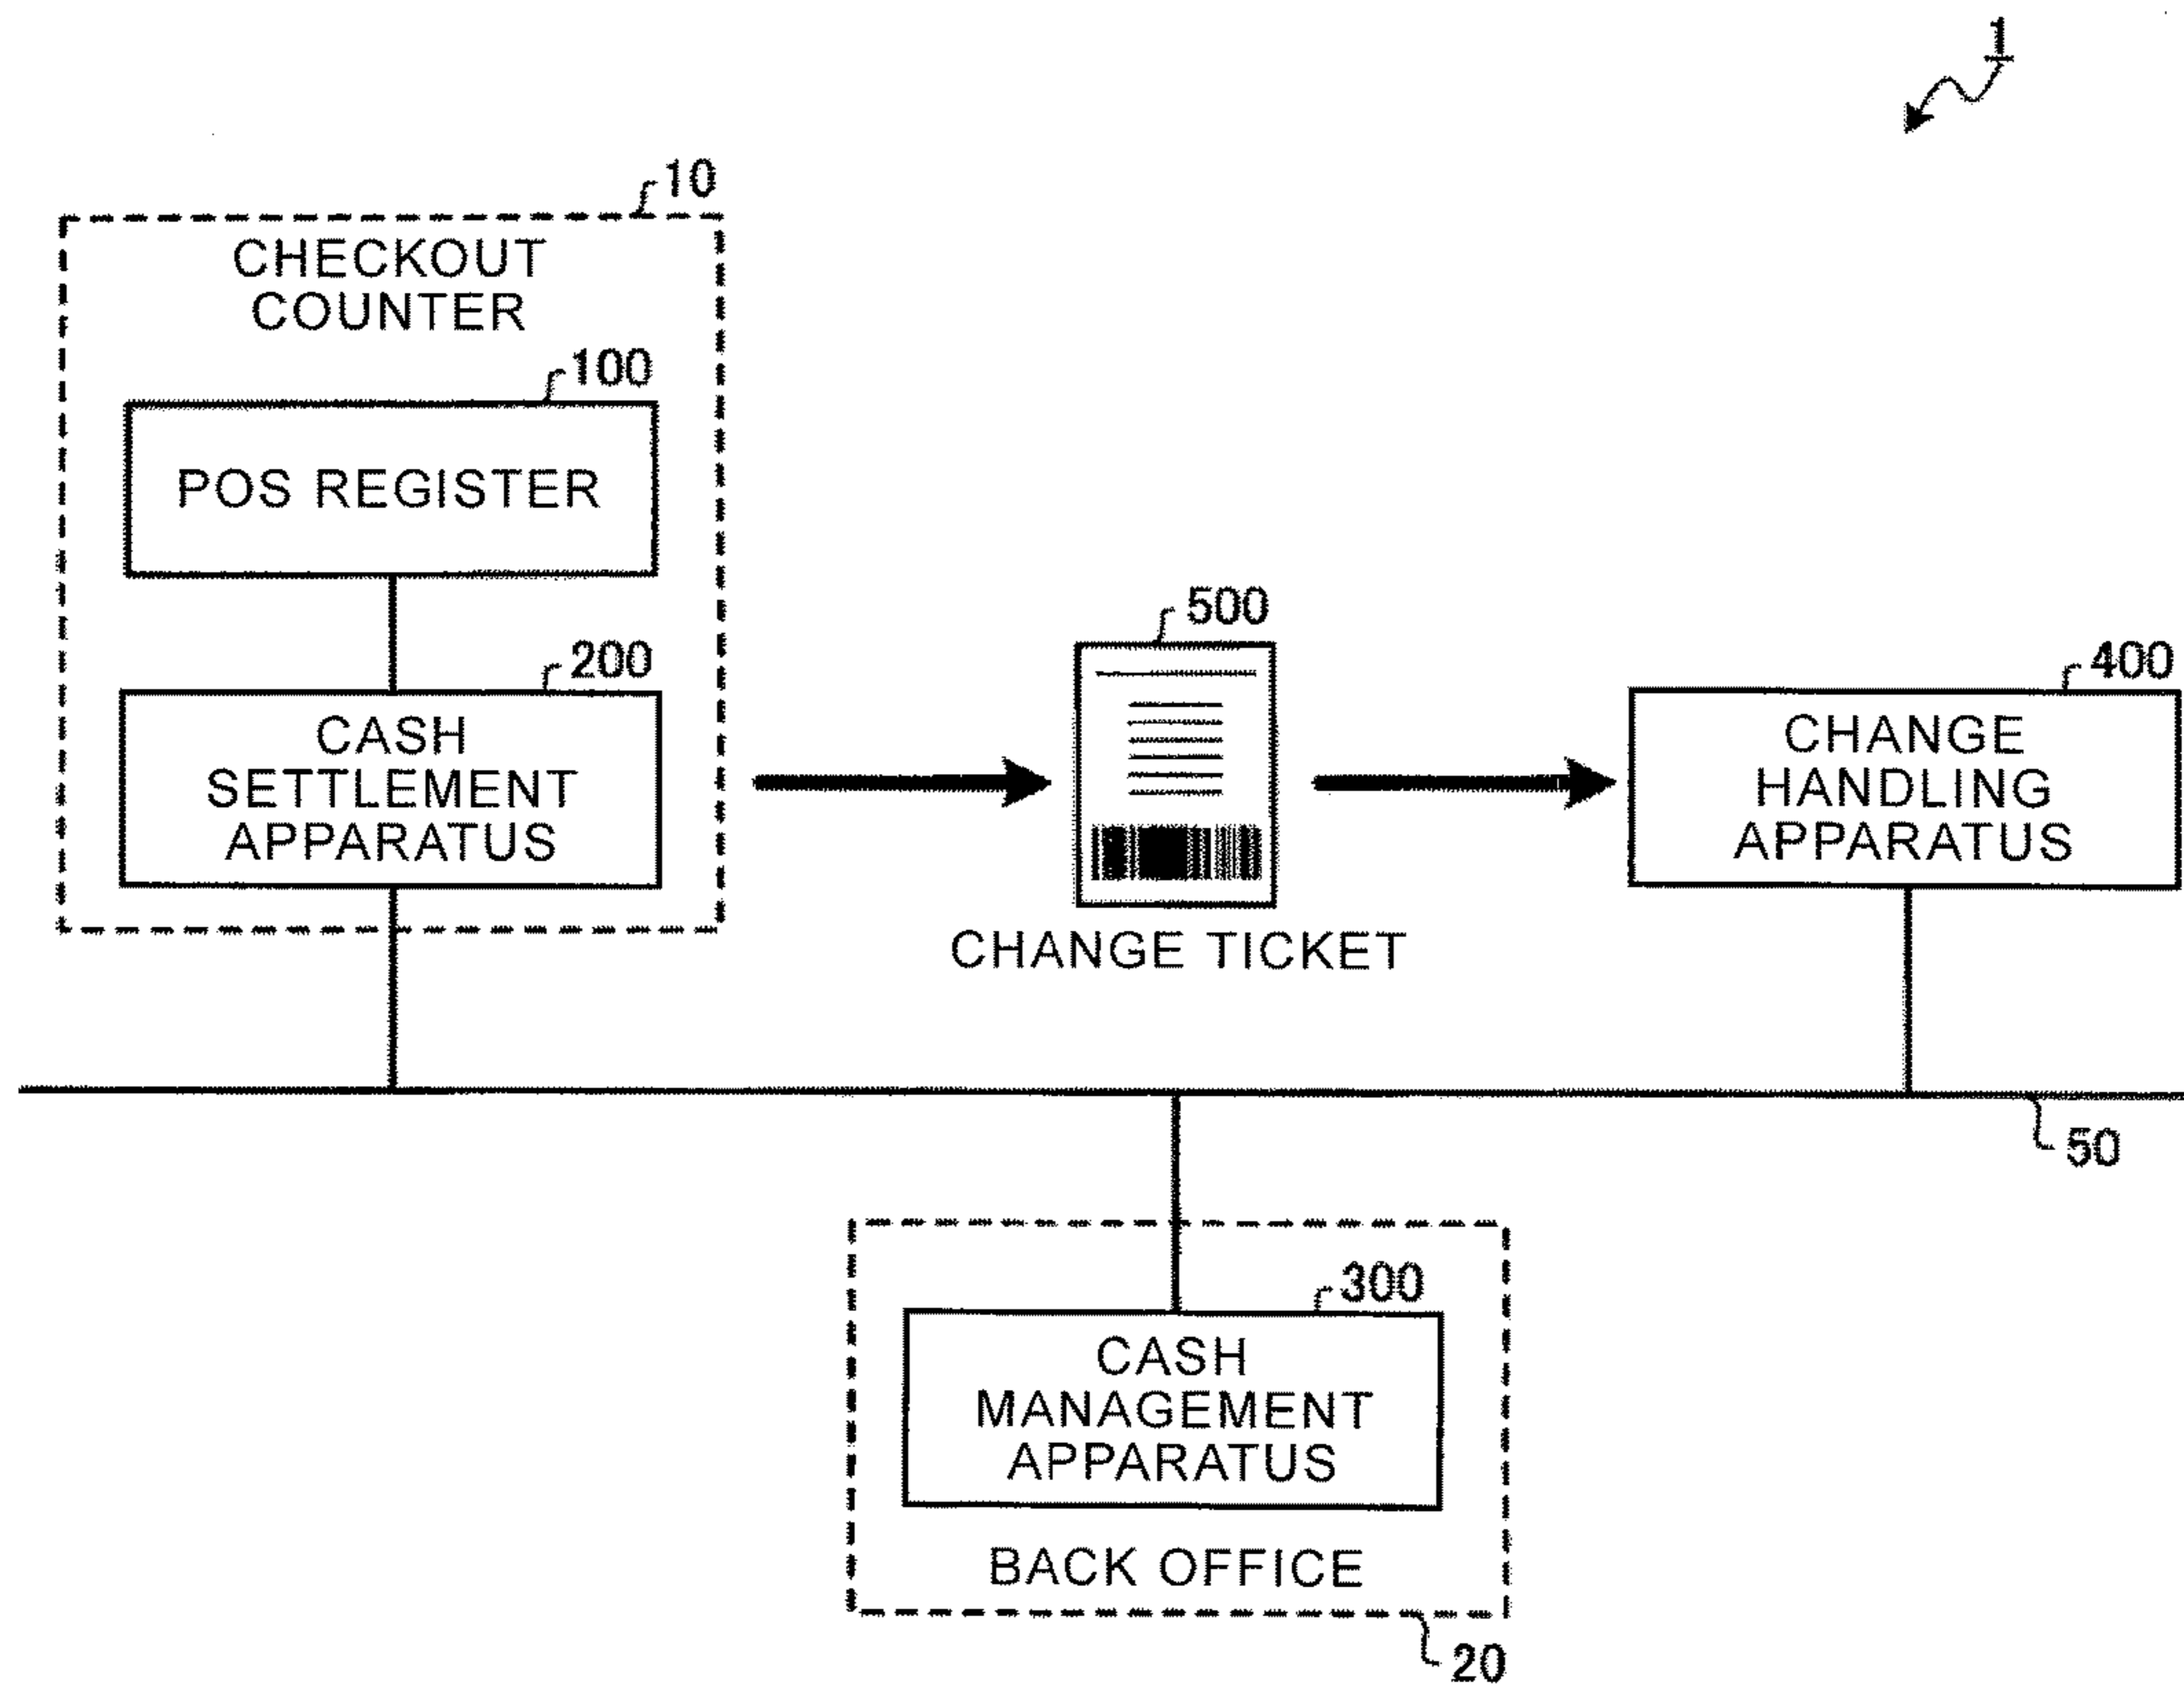 1
10
CHECKOUT
COUNTER
100
POS REGISTER
200
CASH
SETTLEMENT
APPARATUS
500
CHANGE TICKET
400
CHANGE
HANDLING
APPARATUS
50
300
CASH
MANAGEMENT
APPARATUS
BACK OFFICE
20